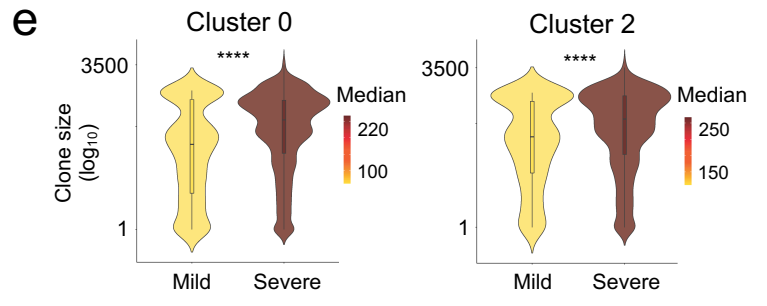 e
Cluster 0
Cluster 2
****
****
3500
3500
Clone size
(log₁₀)
Median
220
100
Median
250
150
1
1
Mild
Severe
Mild
Severe